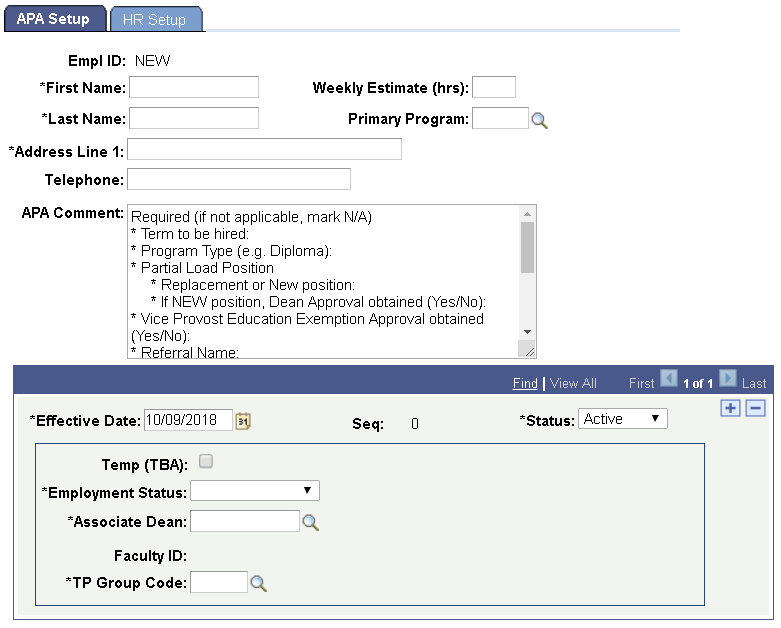 APA Setup HR Setup
Empl ID: NEW
*First Name: Weekly Estimate (hrs):
*Last Name: Primary Program:
*Address Line 1:
Telephone:
APA Comment: Required (if not applicable, mark N/A)
* Term to be hired:
* Program Type (e.g. Diploma):
* Partial Load Position
* Replacement or New position:
* If NEW position, Dean Approval obtained (Yes/No):
* Vice Provost Education Exemption Approval obtained
(Yes/No):
* Referral Name:
Find | View All First 1 of 1 Last
*Effective Date: 10/09/2018 31 Seq: 0 *Status: Active
Temp (TBA):
*Employment Status:
*Associate Dean:
Faculty ID:
*TP Group Code: